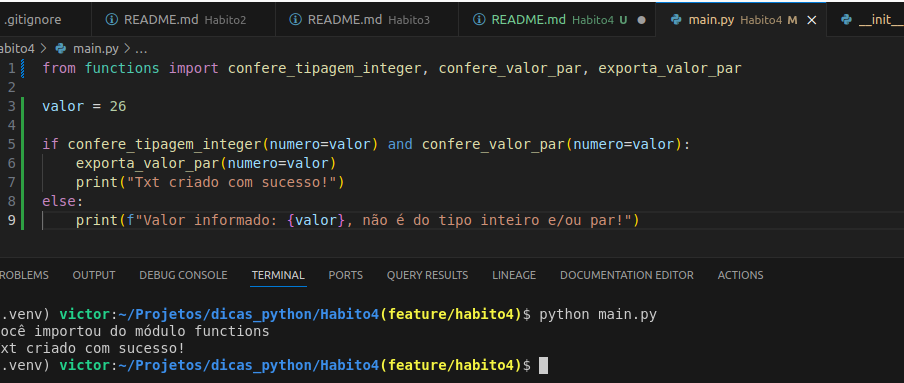 .gitignore README.md Habito2 README.md Habito3 README.md Habito4 U main.py Habito4 M __init__
abito4 > main.py > ...
1 from functions import confere_tipagem_integer, confere_valor_par, exporta_valor_par
2
3 valor = 26
4
5 if confere_tipagem_integer(numero=valor) and confere_valor_par(numero=valor):
6 exporta_valor_par(numero=valor)
7 print("Txt criado com sucesso!")
8 else:
9 print(f"Valor informado: {valor}, não é do tipo inteiro e/ou par!")
ROBLEMS OUTPUT DEBUG CONSOLE TERMINAL PORTS QUERY RESULTS LINEAGE DOCUMENTATION EDITOR ACTIONS
.venv) victor:~/Projetos/dicas_python/Habito4(feature/habito4)$ python main.py
ocê importou do módulo functions
xt criado com sucesso!
.venv) victor:~/Projetos/dicas_python/Habito4(feature/habito4)$